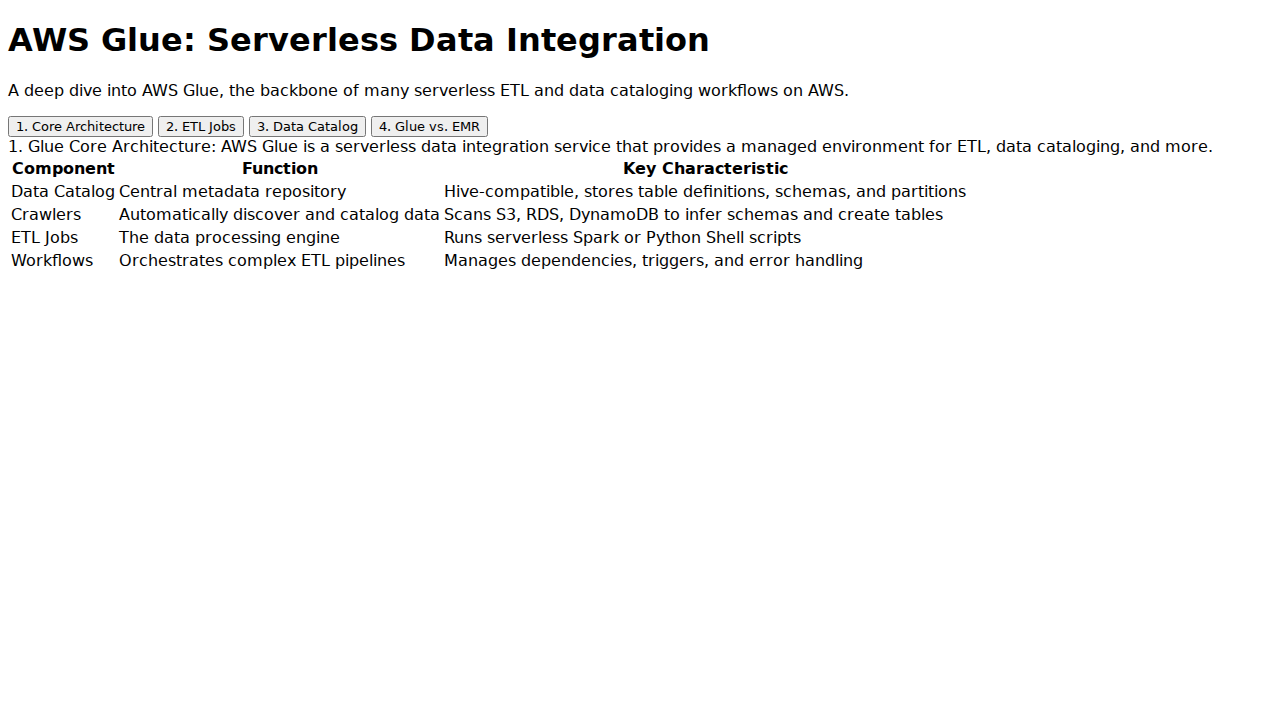 AWS Glue: Serverless Data Integration
A deep dive into AWS Glue, the backbone of many serverless ETL and data cataloging workflows on AWS.
1. Core Architecture 2. ETL Jobs 3. Data Catalog 4. Glue vs. EMR
1. Glue Core Architecture: AWS Glue is a serverless data integration service that provides a managed environment for ETL, data cataloging, and more.
Component Function Key Characteristic
Data Catalog Central metadata repository Hive-compatible, stores table definitions, schemas, and partitions
Crawlers Automatically discover and catalog data Scans S3, RDS, DynamoDB to infer schemas and create tables
ETL Jobs The data processing engine Runs serverless Spark or Python Shell scripts
Workflows Orchestrates complex ETL pipelines Manages dependencies, triggers, and error handling